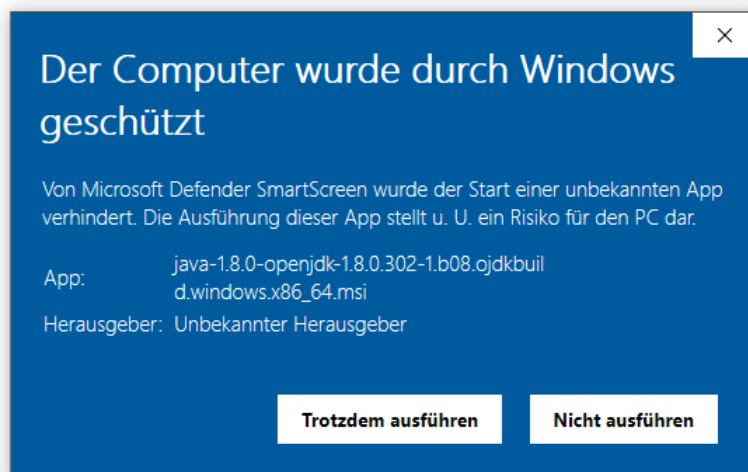 Der Computer wurde durch Windows
geschützt
Von Microsoft Defender SmartScreen wurde der Start einer unbekannten App
verhindert. Die Ausführung dieser App stellt u. U. ein Risiko für den PC dar.
App: java-1.8.0-openjdk-1.8.0.302-1.b08.ojdkbuil
d.windows.x86_64.msi
Herausgeber: Unbekannter Herausgeber
Trotzdem ausführen Nicht ausführen